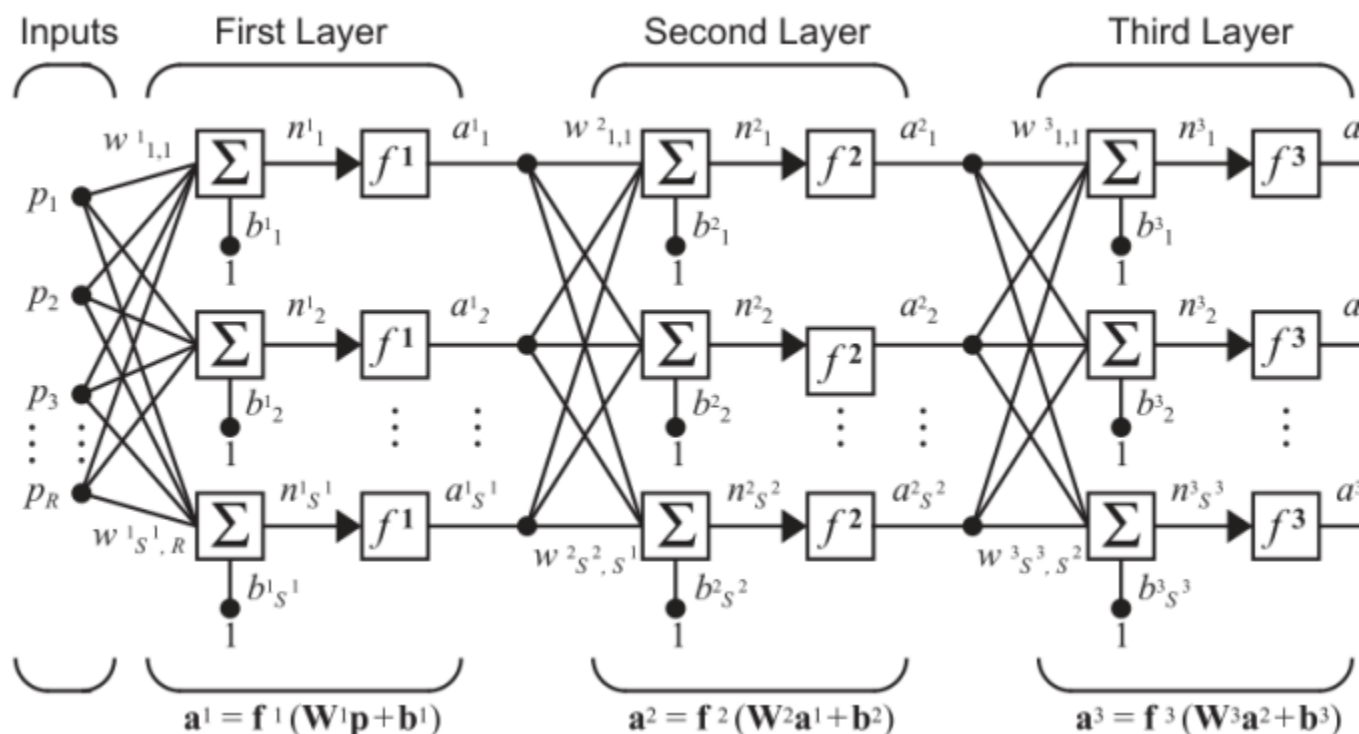 Inputs First Layer Second Layer Third Layer
w¹₁,₁ n¹₁ a¹₁ w²₁,₁ n²₁ a²₁ w³₁,₁ n³₁ a
Σ f¹ Σ f² Σ f³
p₁ b¹₁ b²₁ b³₁
1 1 1
p₂ n¹₂ a¹₂ n²₂ a²₂ n³₂ a
Σ f¹ Σ f² Σ f³
p₃ b¹₂ b²₂ b³₂
⋮ ⋮ ⋮ ⋮ ⋮ ⋮ ⋮
1 1 1
p_R n¹_S¹ a¹_S¹ n²_S² a²_S² n³_S³ a³
Σ f¹ Σ f² Σ f³
w¹_S¹, R w²_S², S¹ w³_S³, S²
b¹_S¹ b²_S² b³_S³
1 1 1
a¹ = f¹(W¹p + b¹) a² = f²(W²a¹ + b²) a³ = f³(W³a² + b³)